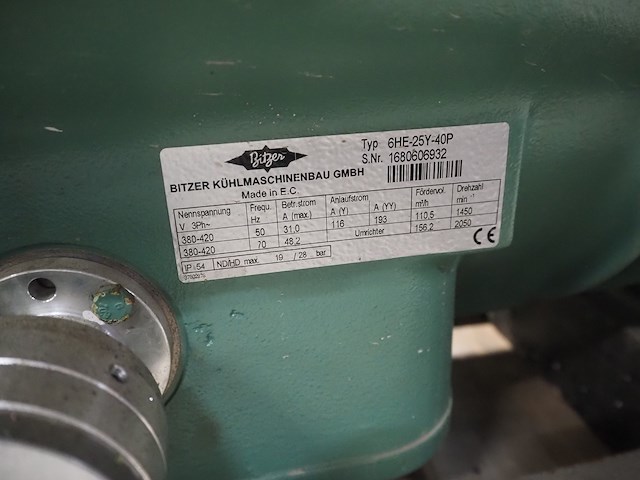 Bitzer
Typ 6HE-25Y-40P
S.Nr. 1680606932
BITZER KÜHLMASCHINENBAU GMBH
Made in E.C.
Nennspannung Frequ. Betr.strom Anlaufstrom Fördervol. Drehzahl
V 3Ph~ Hz A (max.) A (Y) A (YY) m³/h min⁻¹
380-420 50 31,0 116 193 110,5 1450
380-420 70 48,2 Umrichter 156,2 2050
IP: 54 ND/HD max. 19 / 28 bar
CE